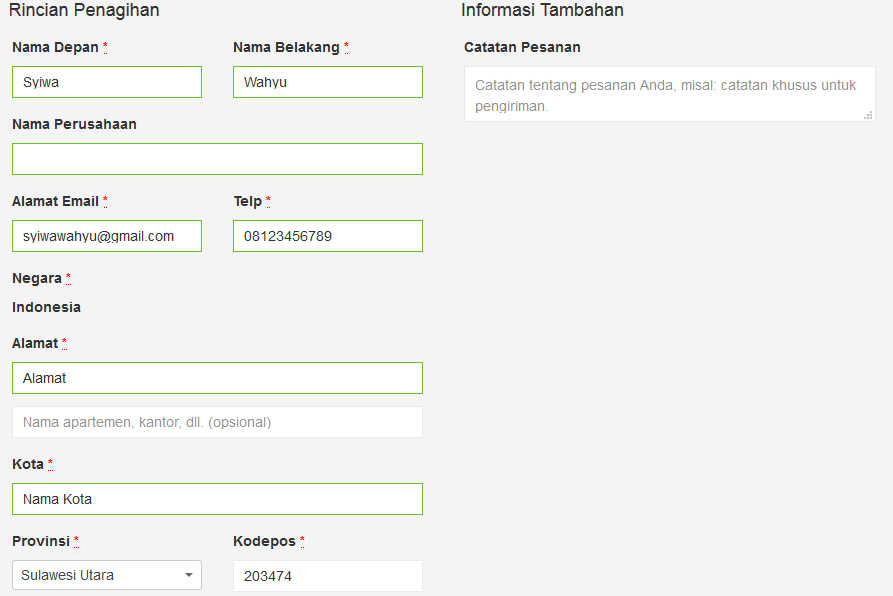 Rincian Penagihan
Nama Depan *
Nama Belakang *
Syiwa
Wahyu
Nama Perusahaan
Alamat Email *
Telp *
syiwawahyu@gmail.com
08123456789
Negara *
Indonesia
Alamat *
Alamat
Nama apartemen, kantor, dll. (opsional)
Kota *
Nama Kota
Provinsi *
Kodepos *
Sulawesi Utara
203474
Informasi Tambahan
Catatan Pesanan
Catatan tentang pesanan Anda, misal: catatan khusus untuk
pengiriman.